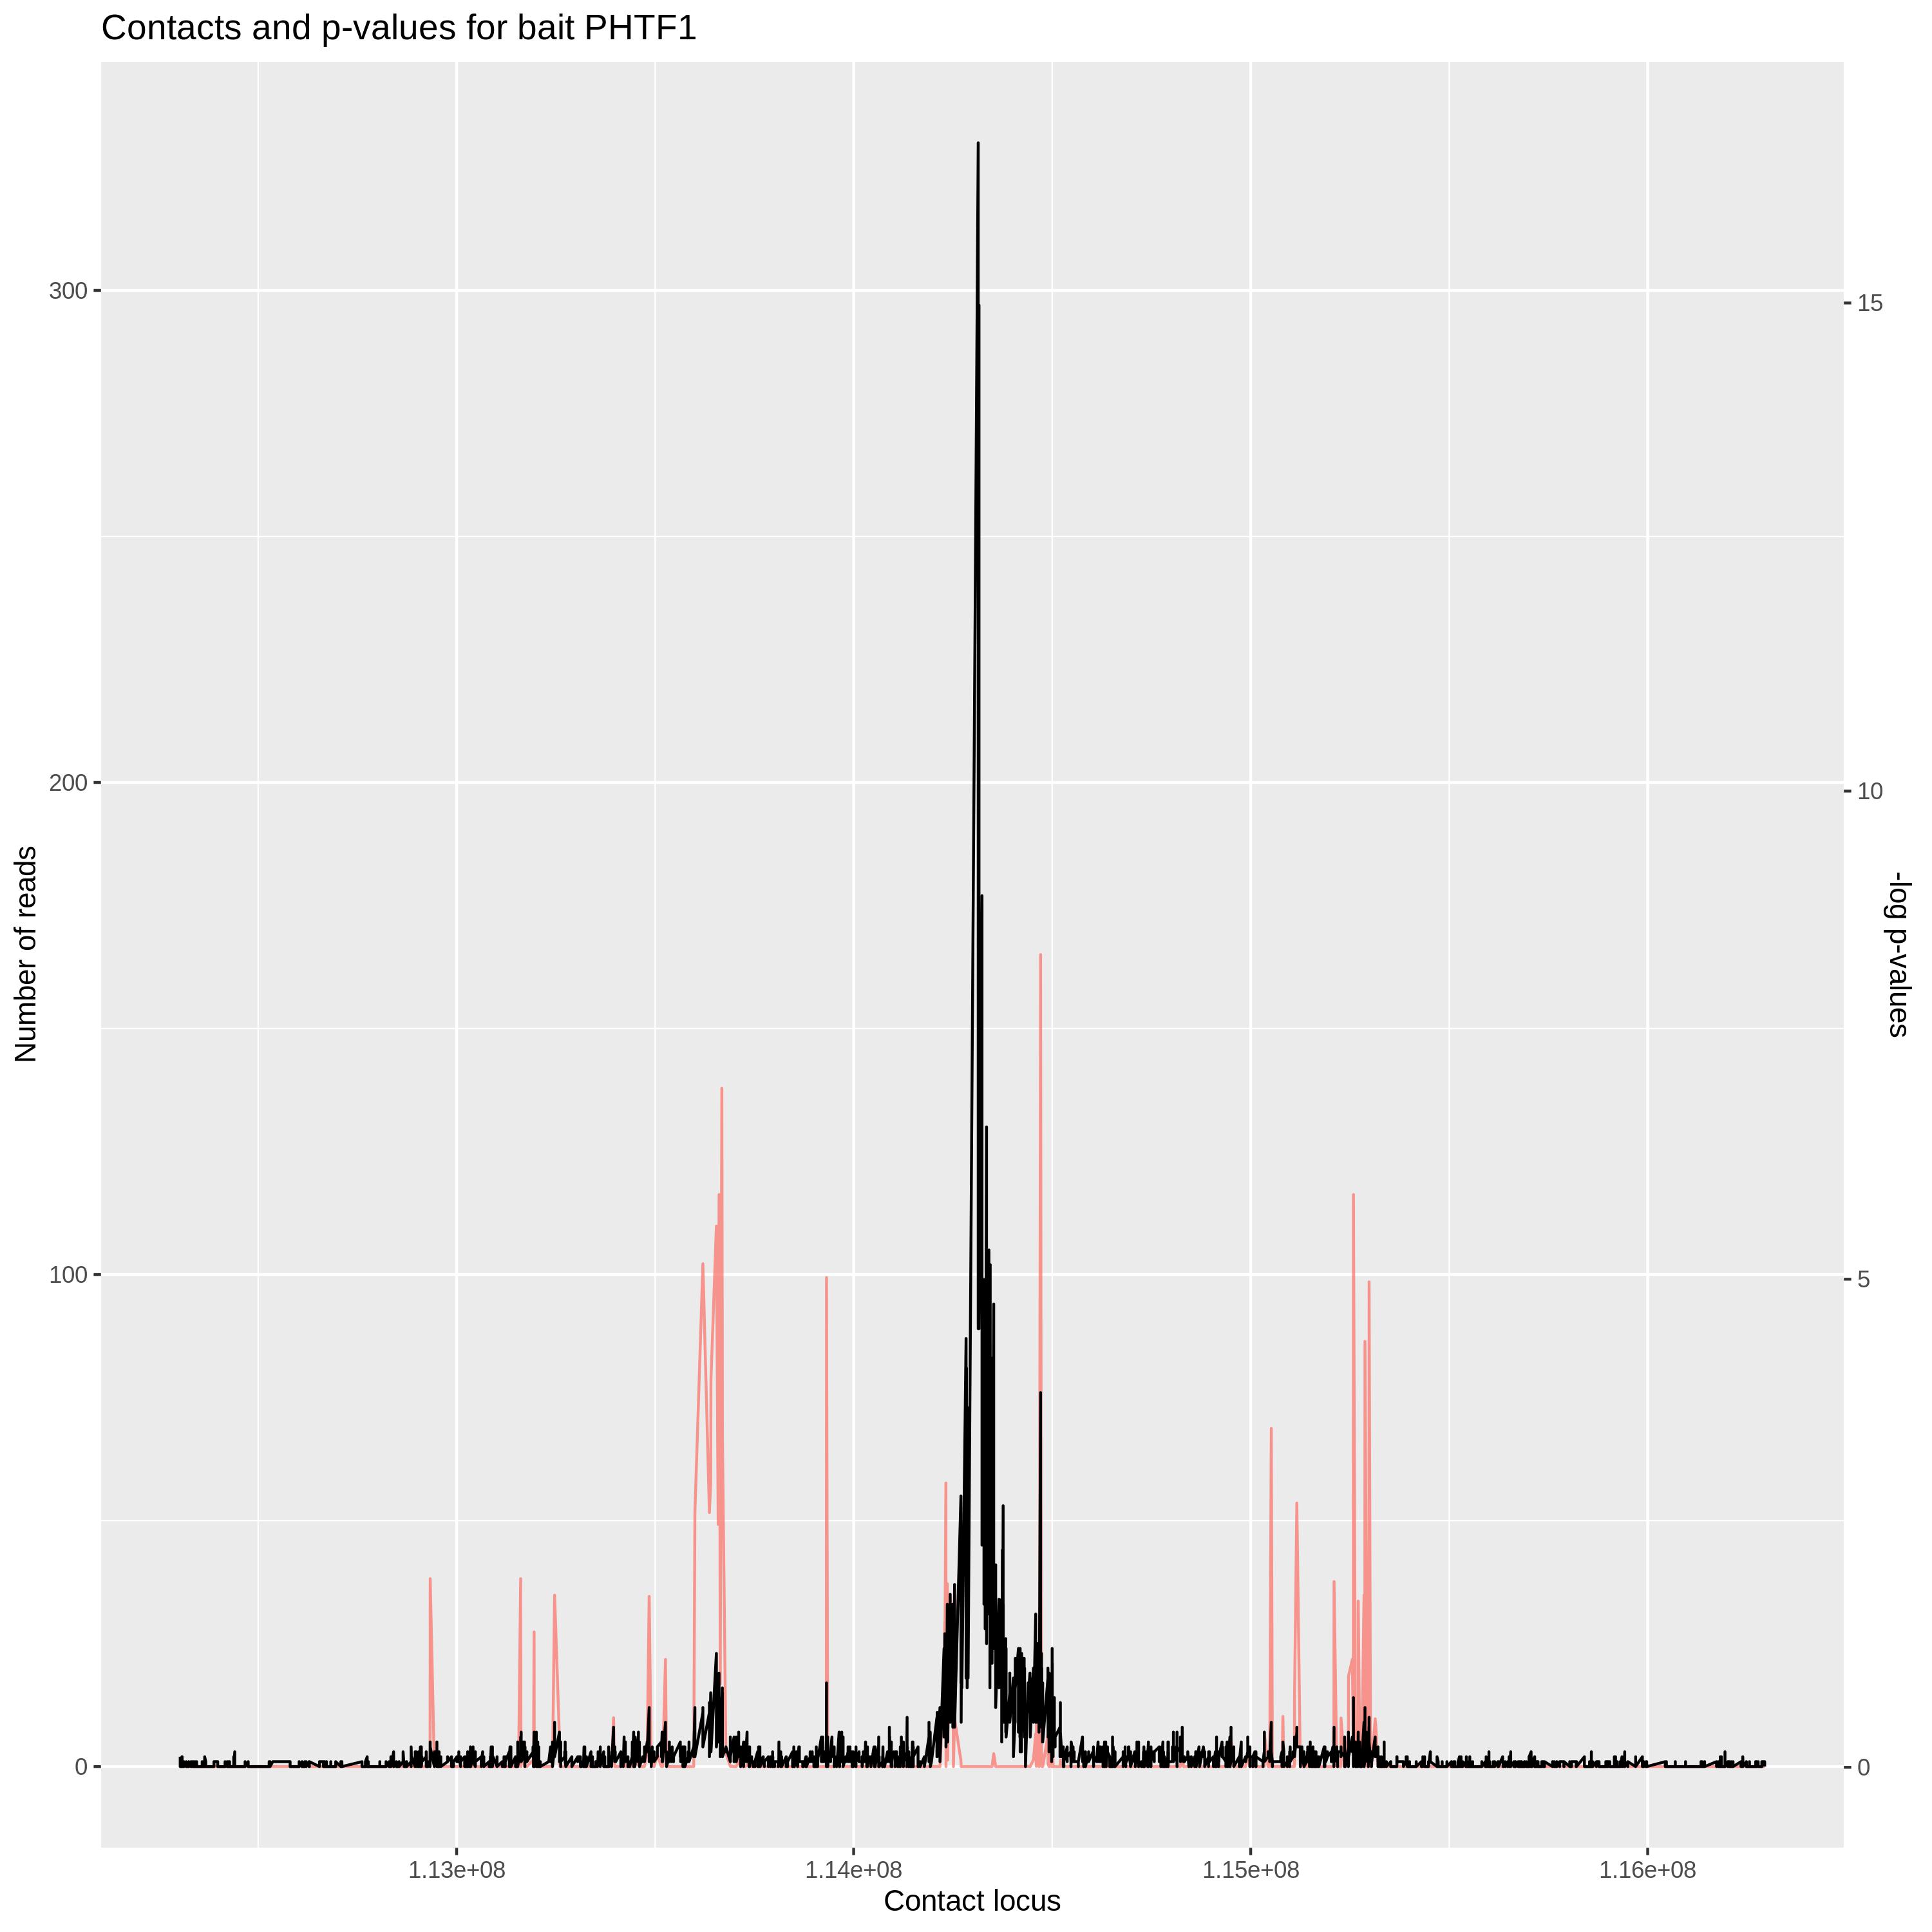 Contacts and p-values for bait PHTF1
300
200
100
0
Number of reads
15
10
5
0
-log p-values
1.13e+08
1.14e+08
1.15e+08
1.16e+08
Contact locus